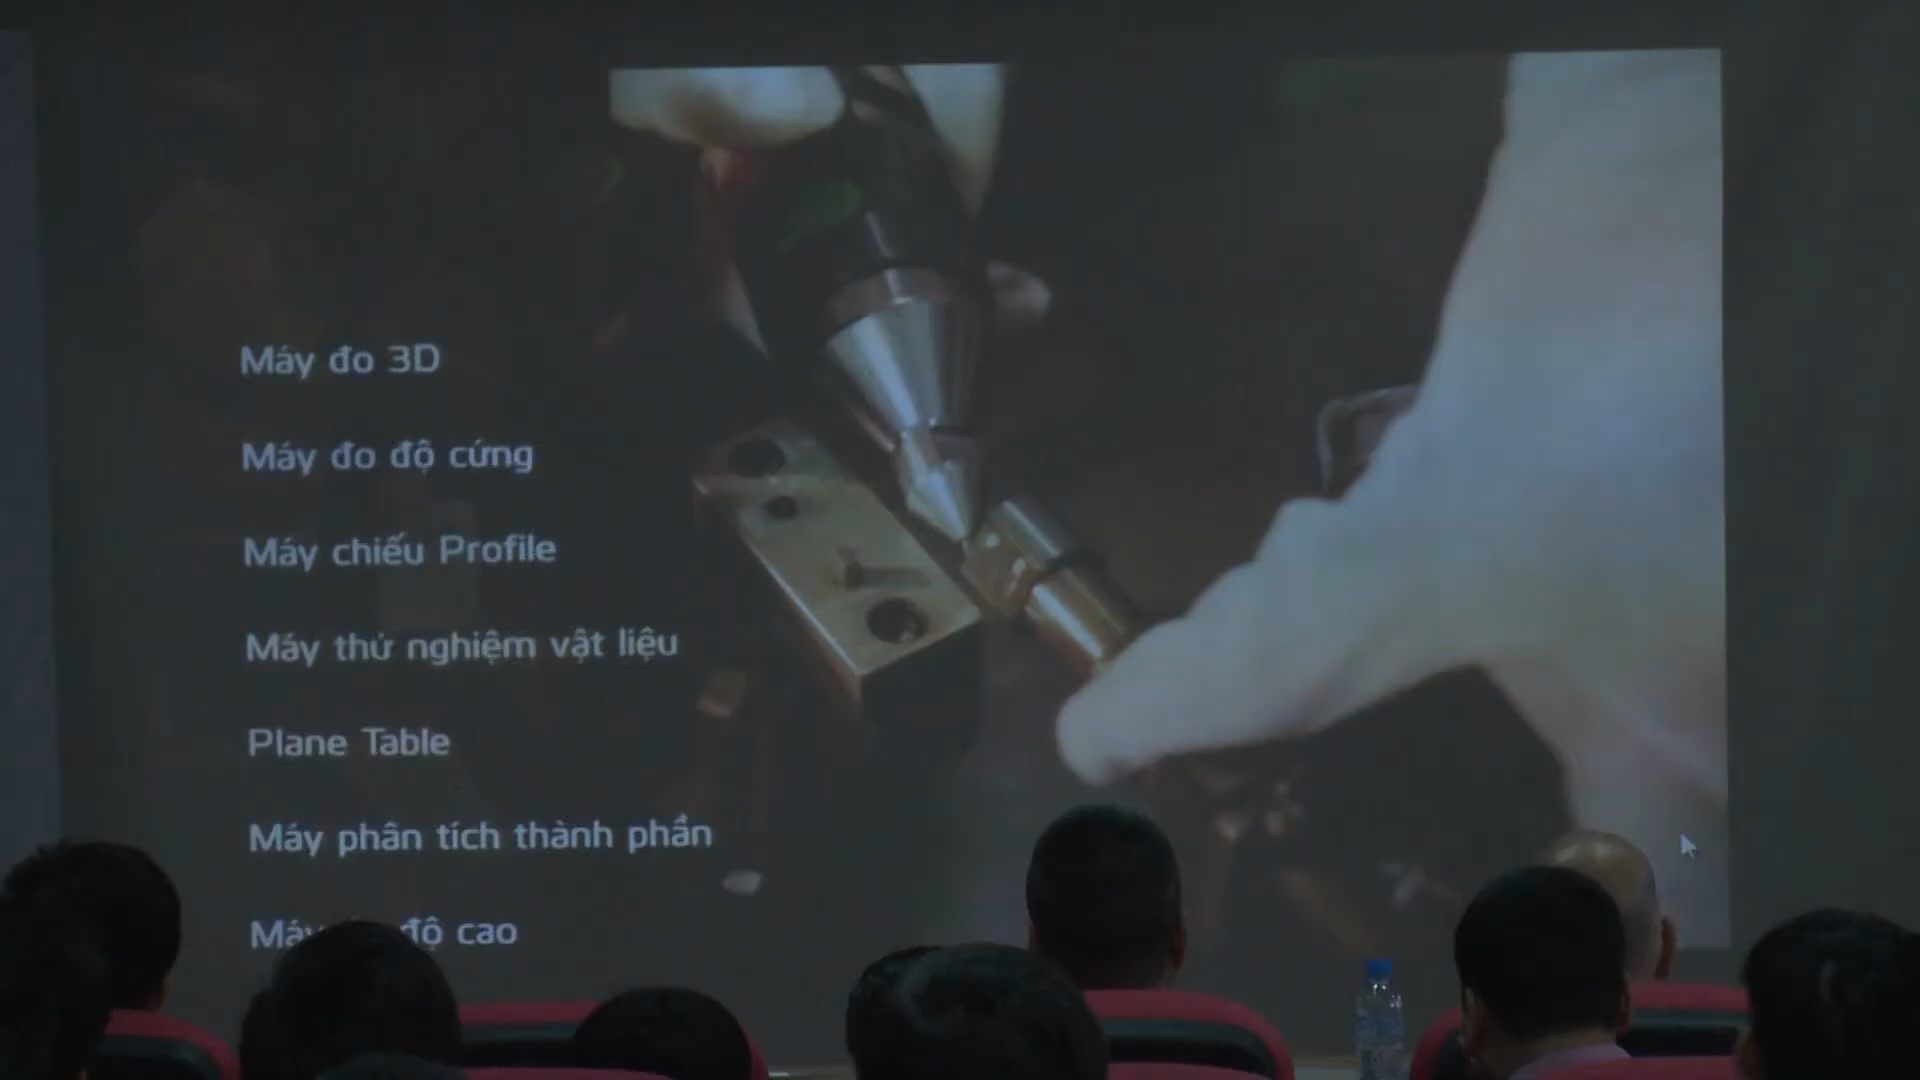 Máy đo 3D
Máy đo độ cứng
Máy chiếu Profile
Máy thử nghiệm vật liệu
Plane Table
Máy phân tích thành phần
độ cao